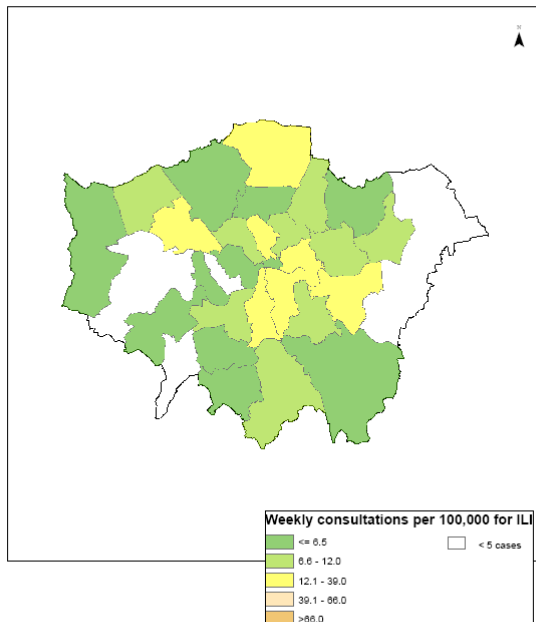 Weekly consultations per 100,000 for ILI
<= 6.5
< 5 cases
6.6 - 12.0
12.1 - 39.0
39.1 - 66.0
>66.0